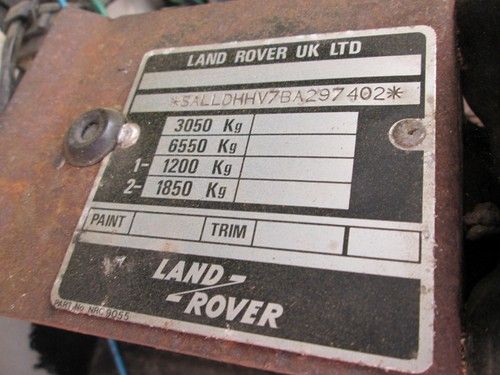 LAND ROVER UK LTD
*SALLDHHV7BA297402*
3050 Kg
6550 Kg
1- 1200 Kg
2- 1850 Kg
PAINT TRIM
LAND
ROVER
PART No NRC 9055